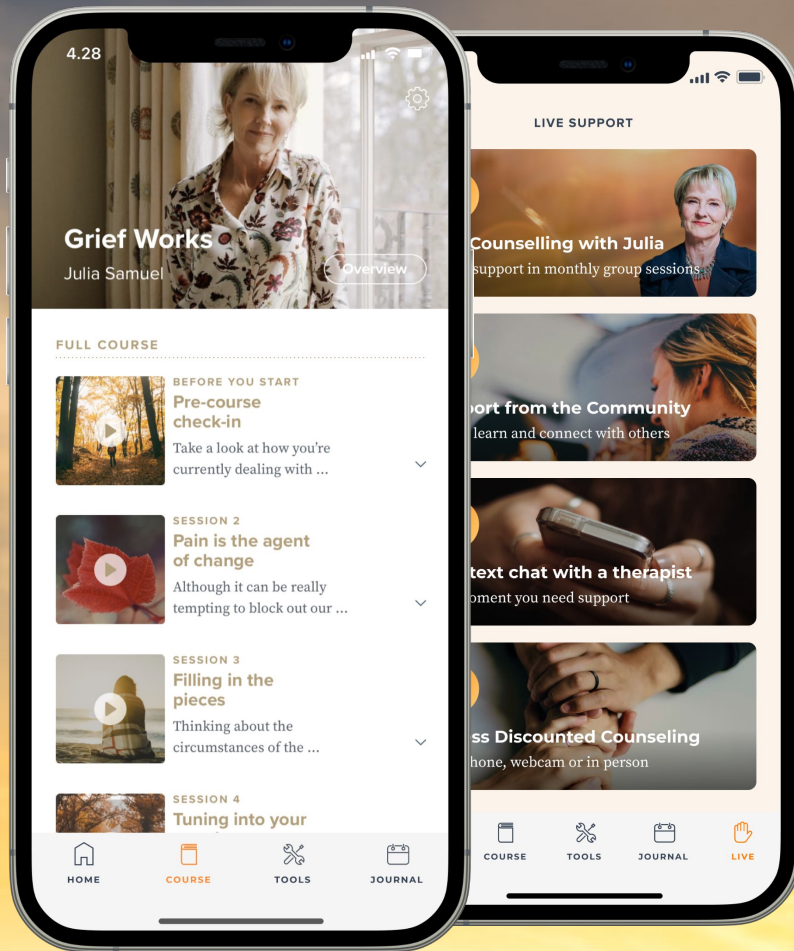 4.28
Grief Works
Julia Samuel
Overview
FULL COURSE
BEFORE YOU START
Pre-course
check-in
Take a look at how you're
currently dealing with ...
SESSION 2
Pain is the agent
of change
Although it can be really
tempting to block out our ...
SESSION 3
Filling in the
pieces
Thinking about the
circumstances of the ...
SESSION 4
Tuning into your
HOME
COURSE
TOOLS
JOURNAL
LIVE SUPPORT
Counselling with Julia
support in monthly group sessions
from the Community
learn and connect with others
text chat with a therapist
you need support
Discounted Counseling
webcam or in person
COURSE
TOOLS
JOURNAL
LIVE